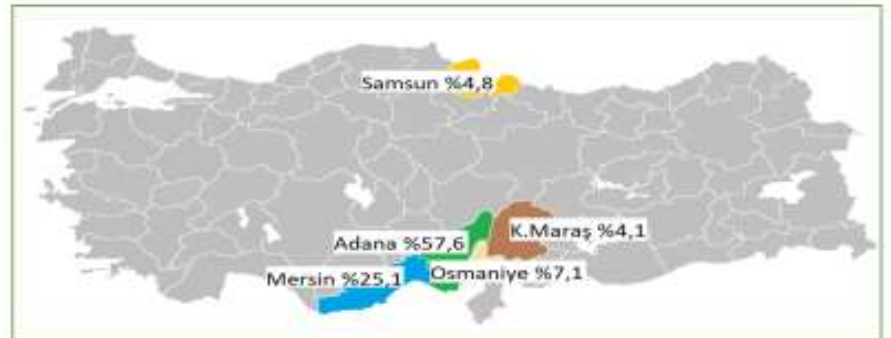 Samsun %4,8
K.Maraş %4,1
Adana %57,6
Osmaniye %7,1
Mersin %25,1